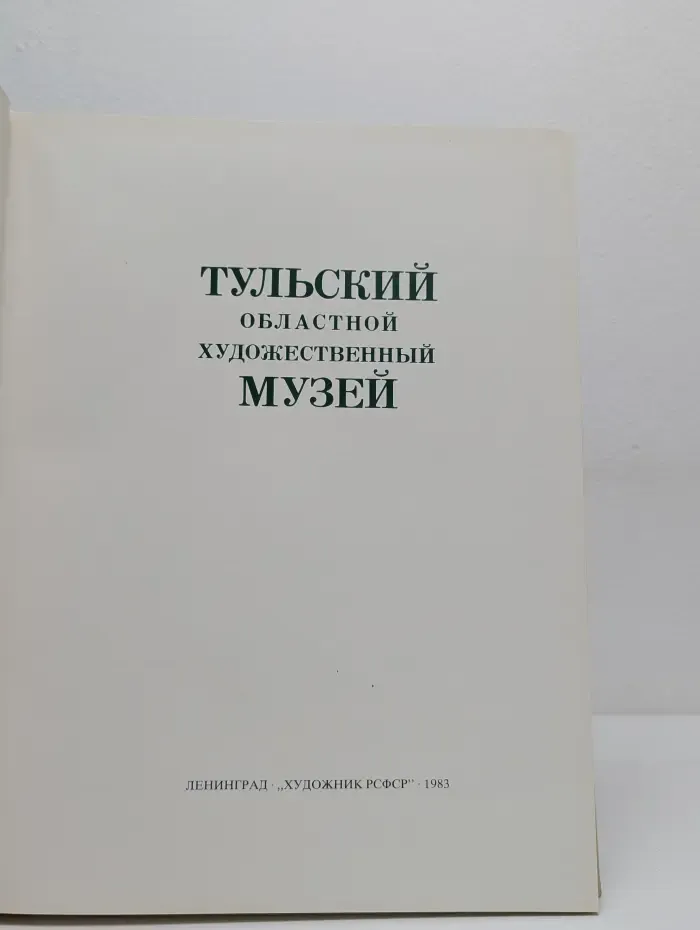 ТУЛЬСКИЙ
ОБЛАСТНОЙ
ХУДОЖЕСТВЕННЫЙ
МУЗЕЙ
ЛЕНИНГРАД · „ХУДОЖНИК РСФСР" · 1983